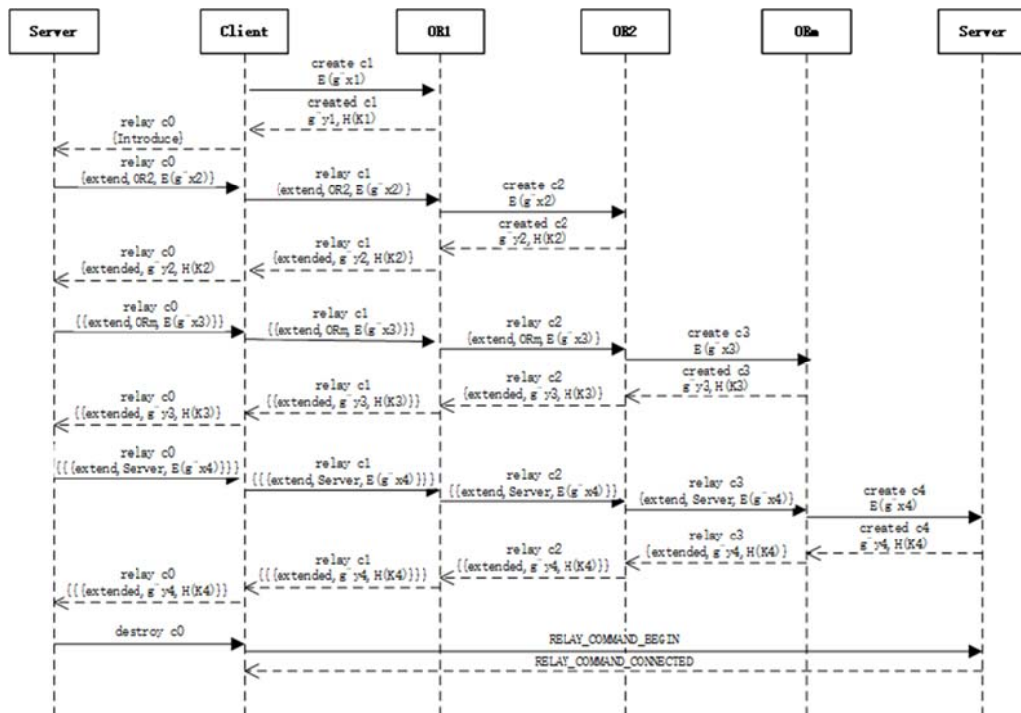 Server
Client
OR1
OR2
ORm
Server
create c1
E(g^x1)
created c1
g^y1, H(K1)
relay c0
{Introduce}
relay c0
{extend, OR2, E(g^x2)}
relay c1
{extend, OR2, E(g^x2)}
create c2
E(g^x2)
created c2
g^y2, H(K2)
relay c1
{extended, g^y2, H(K2)}
relay c0
{extended, g^y2, H(K2)
relay c0
{{extend, ORm, E(g^x3)}}
relay c1
{{extend, ORm, E(g^x3)}}
relay c2
{extend, ORm, E(g^x3)}
create c3
E(g^x3)
created c3
g^y3, H(K3)
relay c2
{extended, g^y3, H(K3)}
relay c1
{{extended, g^y3, H(K3)}}
relay c0
{{extended, g^y3, H(K3)}
relay c0
{{{extend, Server, E(g^x4)}}}
relay c1
{{{extend, Server, E(g^x4)}}}
relay c2
{{extend, Server, E(g^x4)}}
relay c3
{extend, Server, E(g^x4)}
create c4
E(g^x4)
created c4
g^y4, H(K4)
relay c3
{extended, g^y4, H(K4)}
relay c2
{{extended, g^y4, H(K4)}}
relay c1
{{{extended, g^y4, H(K4)}}}
relay c0
{{{extended, g^y4, H(K4)}}
destroy c0
RELAY_COMMAND_BEGIN
RELAY_COMMAND_CONNECTED